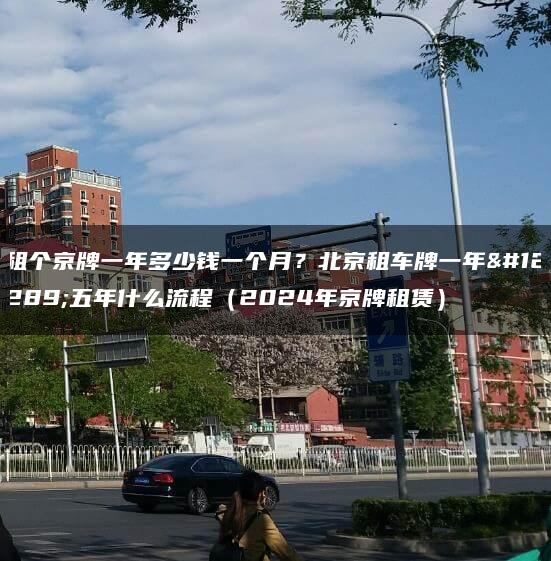 租个京牌一年多少钱一个月？北京租车牌一年&#12
289;五年什么流程（2024年京牌租赁）
EXIT
辅路